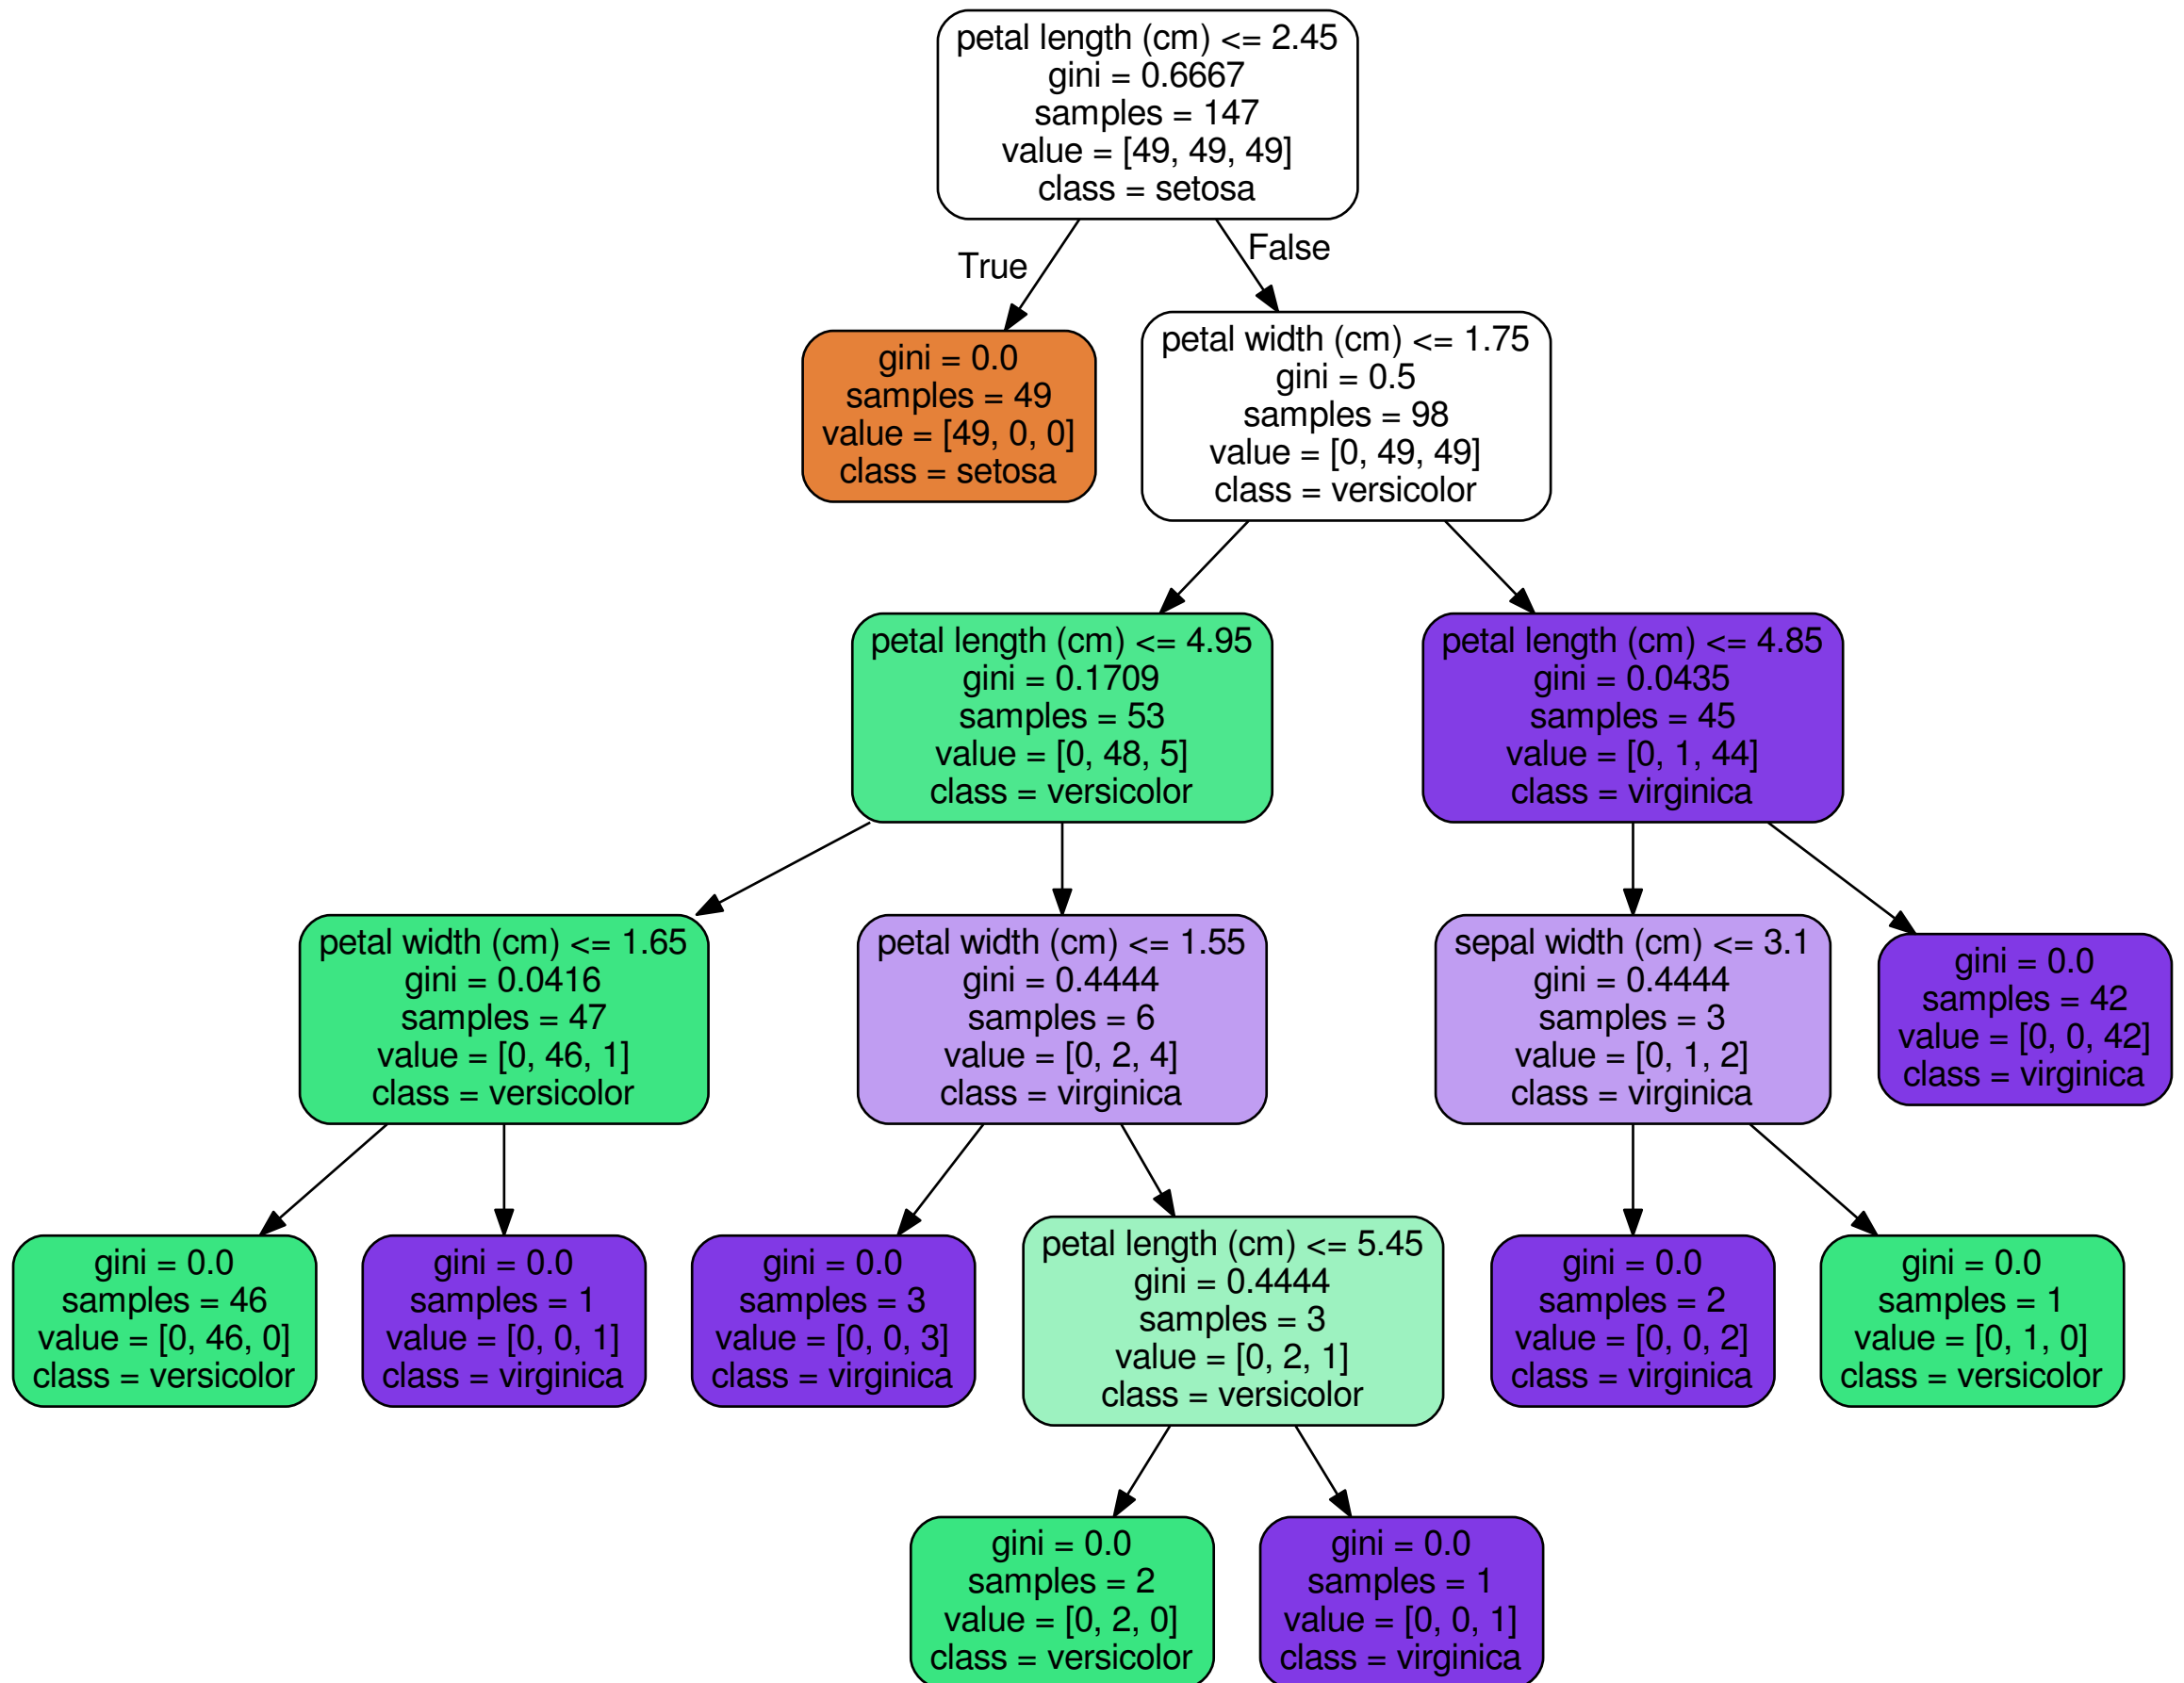 petal length (cm) <= 2.45
gini = 0.6667
samples = 147
value = [49, 49, 49]
class = setosa
True
False
gini = 0.0
samples = 49
value = [49, 0, 0]
class = setosa
petal width (cm) <= 1.75
gini = 0.5
samples = 98
value = [0, 49, 49]
class = versicolor
petal length (cm) <= 4.95
gini = 0.1709
samples = 53
value = [0, 48, 5]
class = versicolor
petal length (cm) <= 4.85
gini = 0.0435
samples = 45
value = [0, 1, 44]
class = virginica
petal width (cm) <= 1.65
gini = 0.0416
samples = 47
value = [0, 46, 1]
class = versicolor
petal width (cm) <= 1.55
gini = 0.4444
samples = 6
value = [0, 2, 4]
class = virginica
sepal width (cm) <= 3.1
gini = 0.4444
samples = 3
value = [0, 1, 2]
class = virginica
gini = 0.0
samples = 42
value = [0, 0, 42]
class = virginica
gini = 0.0
samples = 46
value = [0, 46, 0]
class = versicolor
gini = 0.0
samples = 1
value = [0, 0, 1]
class = virginica
gini = 0.0
samples = 3
value = [0, 0, 3]
class = virginica
petal length (cm) <= 5.45
gini = 0.4444
samples = 3
value = [0, 2, 1]
class = versicolor
gini = 0.0
samples = 2
value = [0, 0, 2]
class = virginica
gini = 0.0
samples = 1
value = [0, 1, 0]
class = versicolor
gini = 0.0
samples = 2
value = [0, 2, 0]
class = versicolor
gini = 0.0
samples = 1
value = [0, 0, 1]
class = virginica